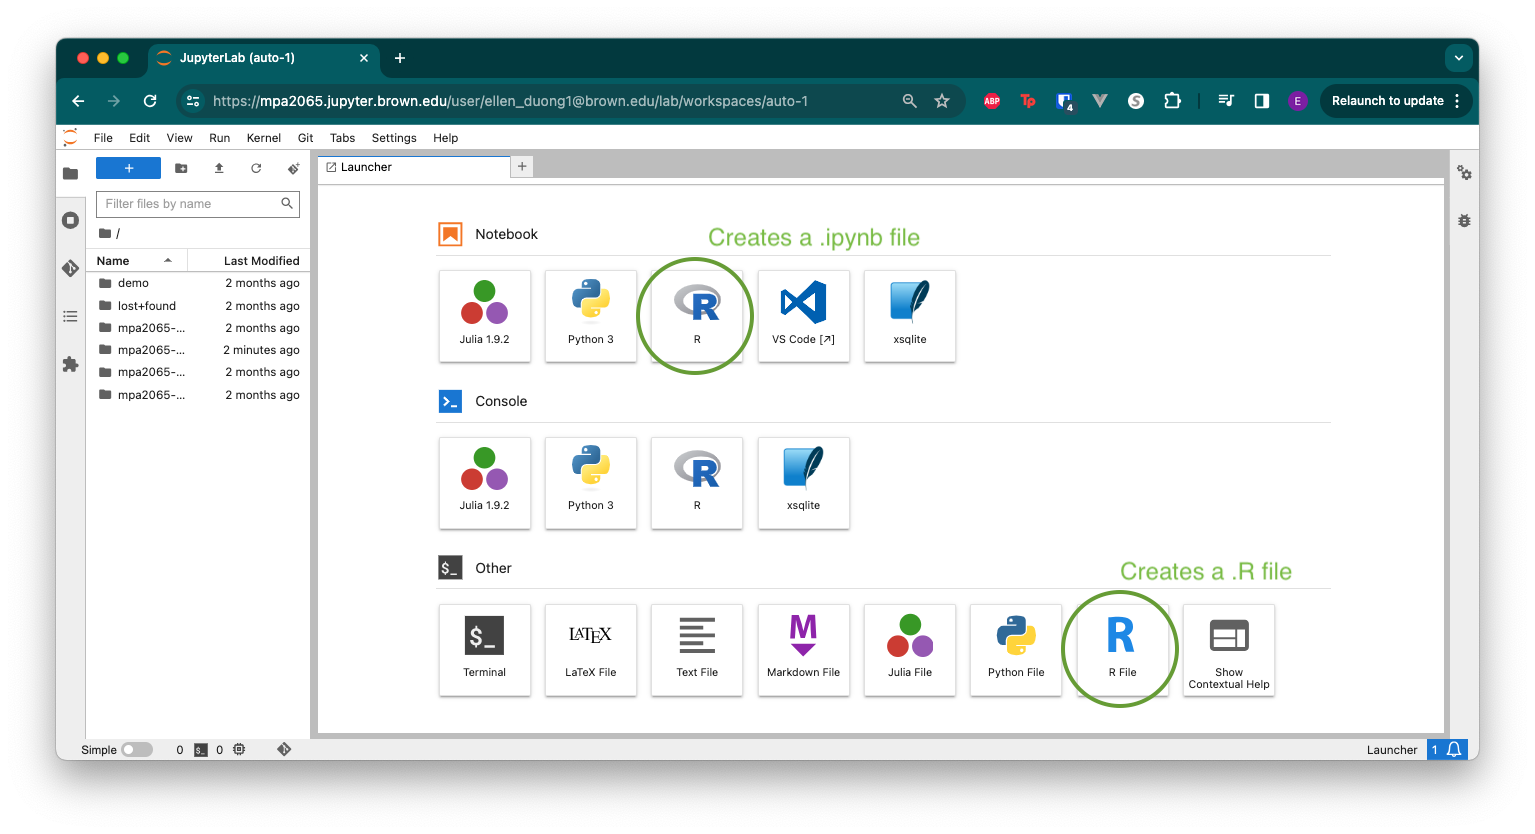 JupyterLab (auto-1)
https://mpa2065.jupyter.brown.edu/user/ellen_duong1@brown.edu/lab/workspaces/auto-1
ABP
Tp
4
S
E
Relaunch to update
File Edit View Run Kernel Git Tabs Settings Help
Launcher
Filter files by name
/
Name Last Modified
demo 2 months ago
lost+found 2 months ago
mpa2065-... 2 months ago
mpa2065-... 2 minutes ago
mpa2065-... 2 months ago
mpa2065-... 2 months ago
Notebook
Creates a .ipynb file
Julia 1.9.2
Python 3
R
R
VS Code [↗]
xsqlite
Console
Julia 1.9.2
Python 3
R
R
xsqlite
$_ Other
Creates a .R file
$_
Terminal
LATEX
LaTeX File
Text File
M
Markdown File
Julia File
Python File
R
R File
Show
Contextual Help
Simple 0 $_ 0
Launcher 1